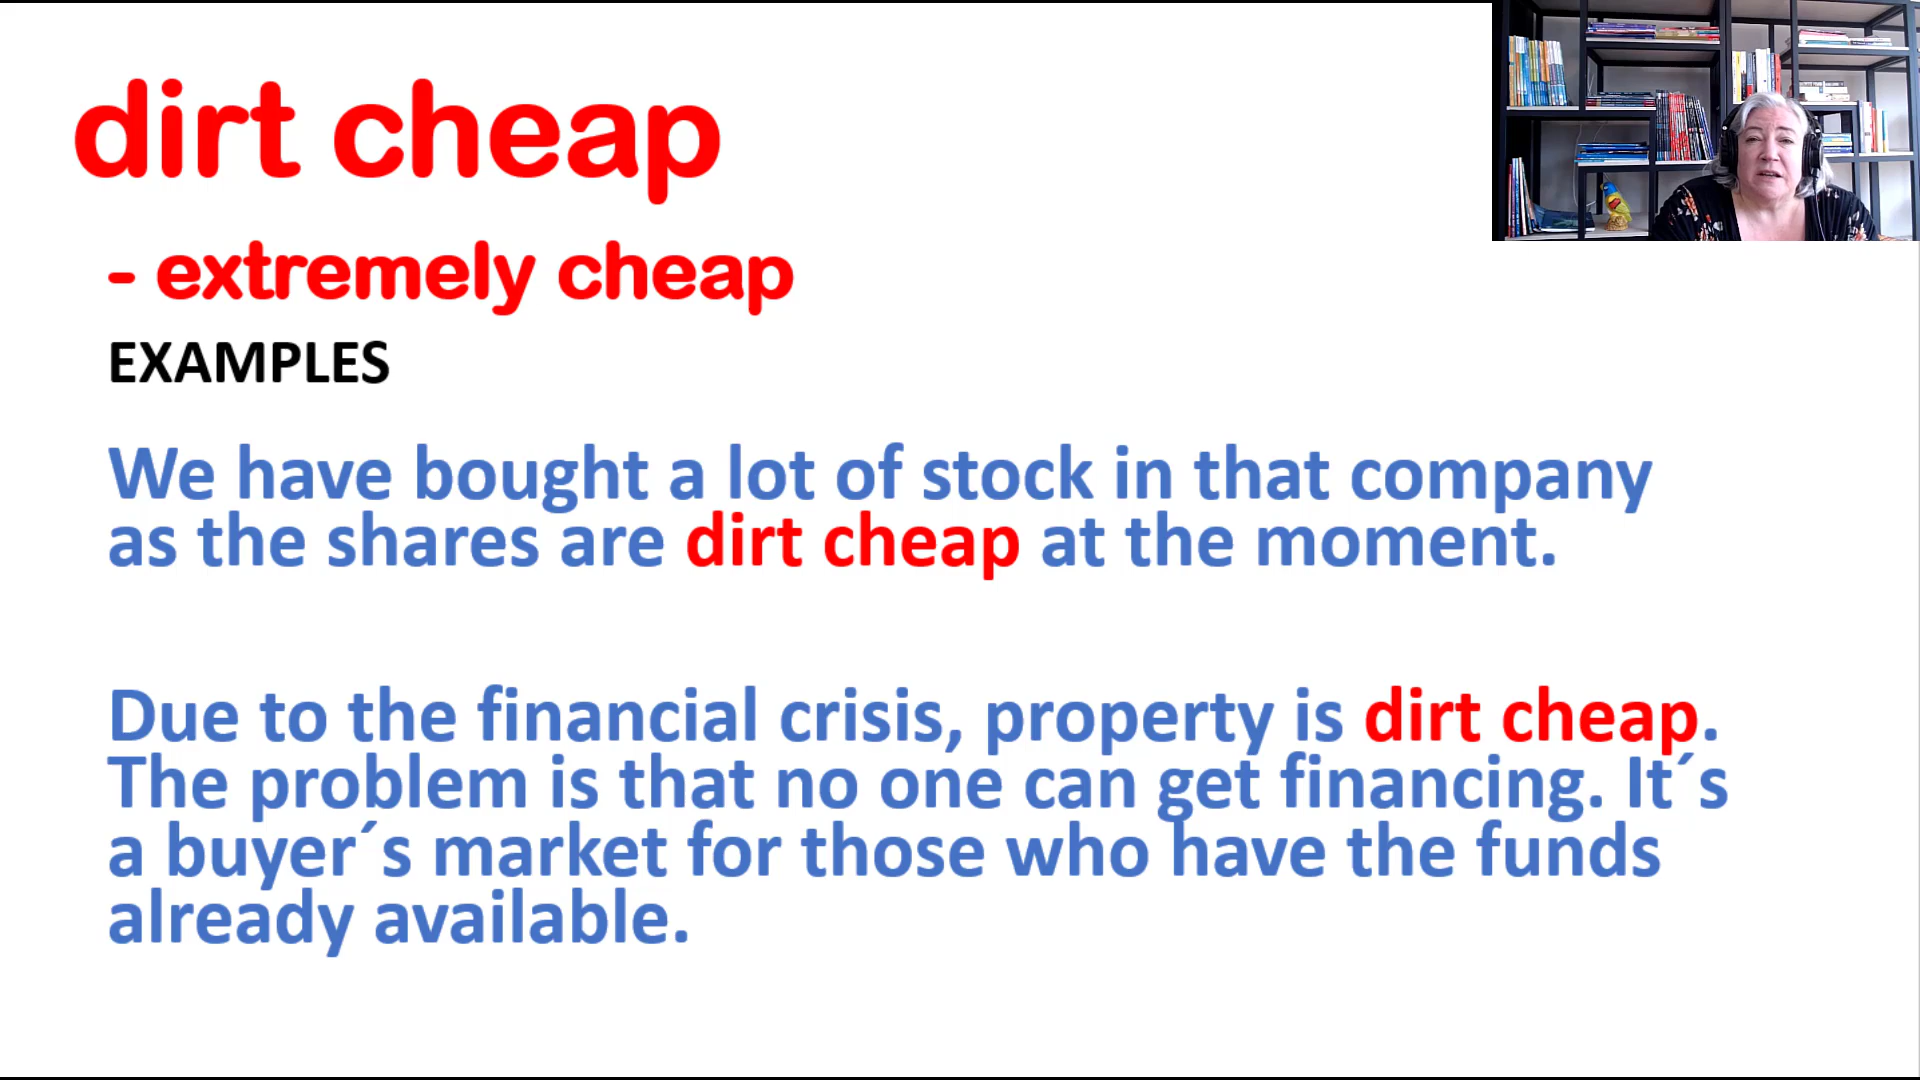 dirt cheap
- extremely cheap
EXAMPLES
We have bought a lot of stock in that company
as the shares are dirt cheap at the moment.
Due to the financial crisis, property is dirt cheap.
The problem is that no one can get financing. It´s
a buyer´s market for those who have the funds
already available.